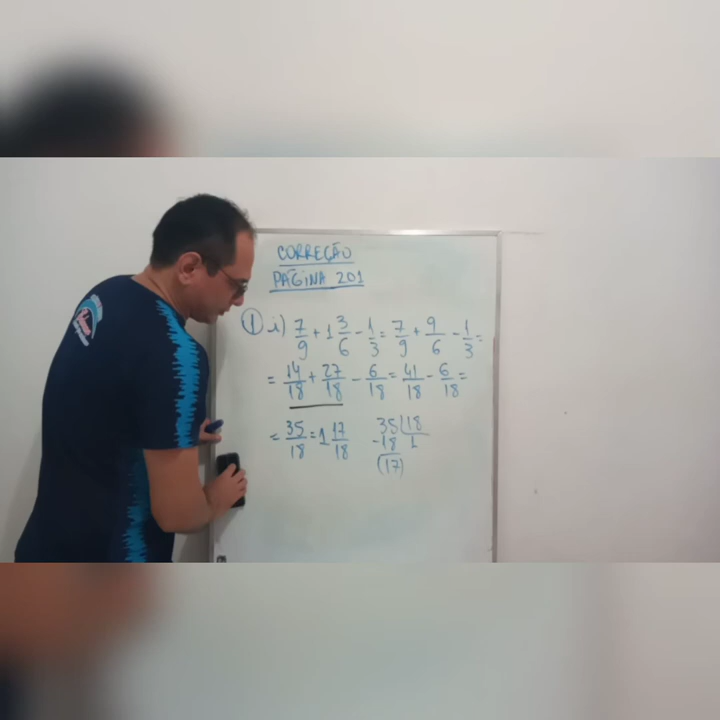 CORREÇÃO
PÁGINA 201
1 i) 7/9 + 1 3/6 - 1/3 = 7/9 + 9/6 - 1/3 =
= 14/18 + 27/18 - 6/18 = 41/18 - 6/18 =
= 35/18 = 1 17/18
35 | 18
-18 1
(17)